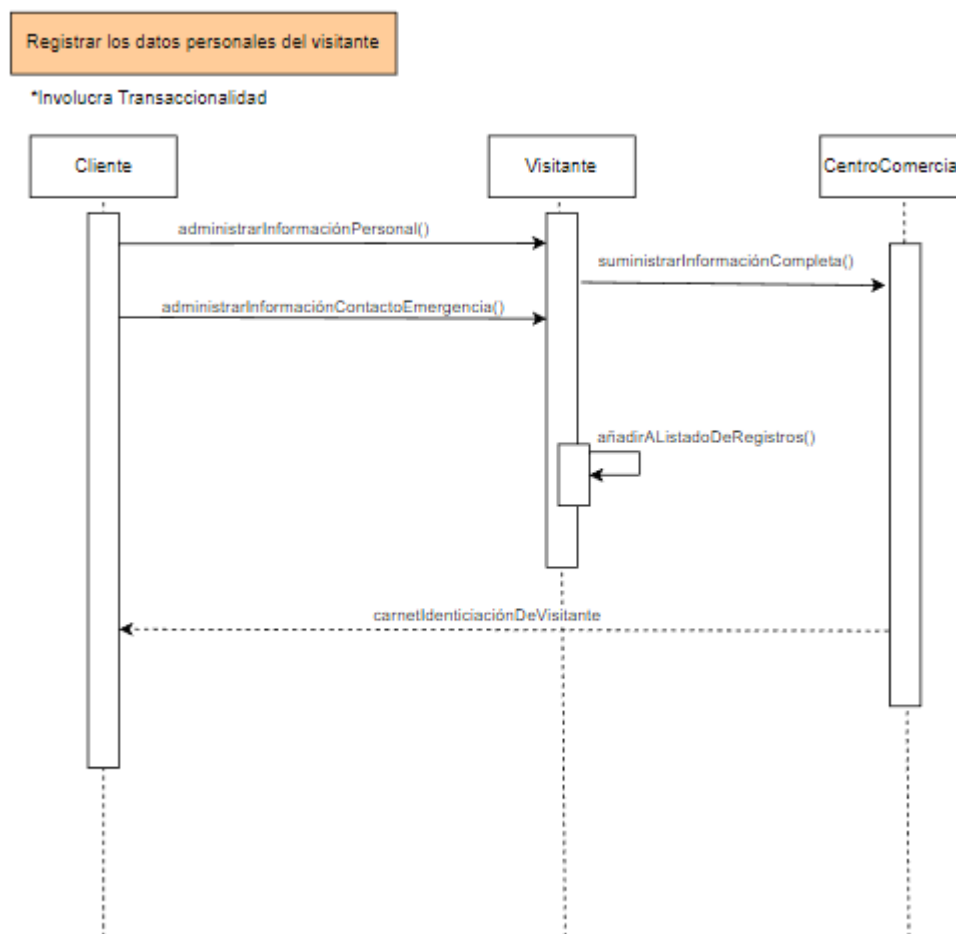 Registrar los datos personales del visitante
*Involucra Transaccionalidad
Cliente
Visitante
CentroComercia
administrarInformaciónPersonal()
suministrarInformaciónCompleta()
administrarInformaciónContactoEmergencia()
añadirAListadoDeRegistros()
carnetIdenticiaciónDeVisitante